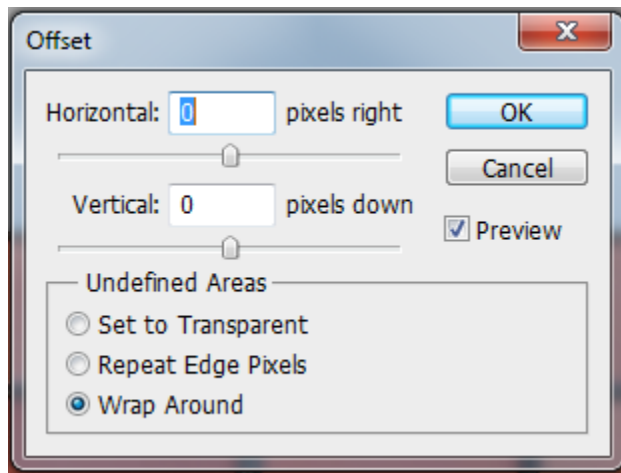 Offset
Horizontal: 0 pixels right
OK
Cancel
Vertical: 0 pixels down
Preview
Undefined Areas
Set to Transparent
Repeat Edge Pixels
Wrap Around